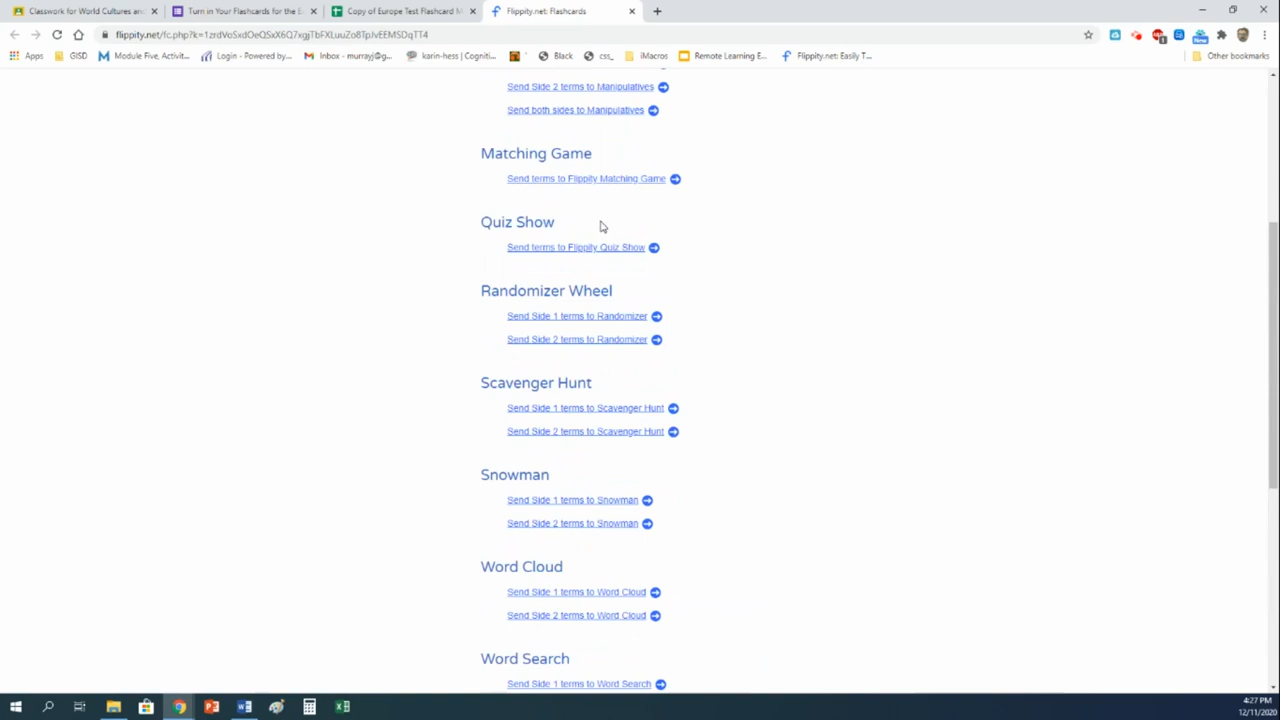 Classwork for World Cultures and
Turn in Your Flashcards for the E
Copy of Europe Test Flashcard M
Flippity.net: Flashcards
flippity.net/fc.php?k=1zrdVoSxdOeQSxX6Q7xgjTbFXLuuZo8TpJvEEMSDqTT4
Apps
GISD
Module Five, Activit...
Login - Powered by...
Inbox - murrayj@g...
karin-hess | Cogniti...
Black
css_
iMacros
Remote Learning E...
Flippity.net: Easily T...
Other bookmarks
Send Side 2 terms to Manipulatives
Send both sides to Manipulatives
Matching Game
Send terms to Flippity Matching Game
Quiz Show
Send terms to Flippity Quiz Show
Randomizer Wheel
Send Side 1 terms to Randomizer
Send Side 2 terms to Randomizer
Scavenger Hunt
Send Side 1 terms to Scavenger Hunt
Send Side 2 terms to Scavenger Hunt
Snowman
Send Side 1 terms to Snowman
Send Side 2 terms to Snowman
Word Cloud
Send Side 1 terms to Word Cloud
Send Side 2 terms to Word Cloud
Word Search
Send Side 1 terms to Word Search
4:27 PM
12/11/2020